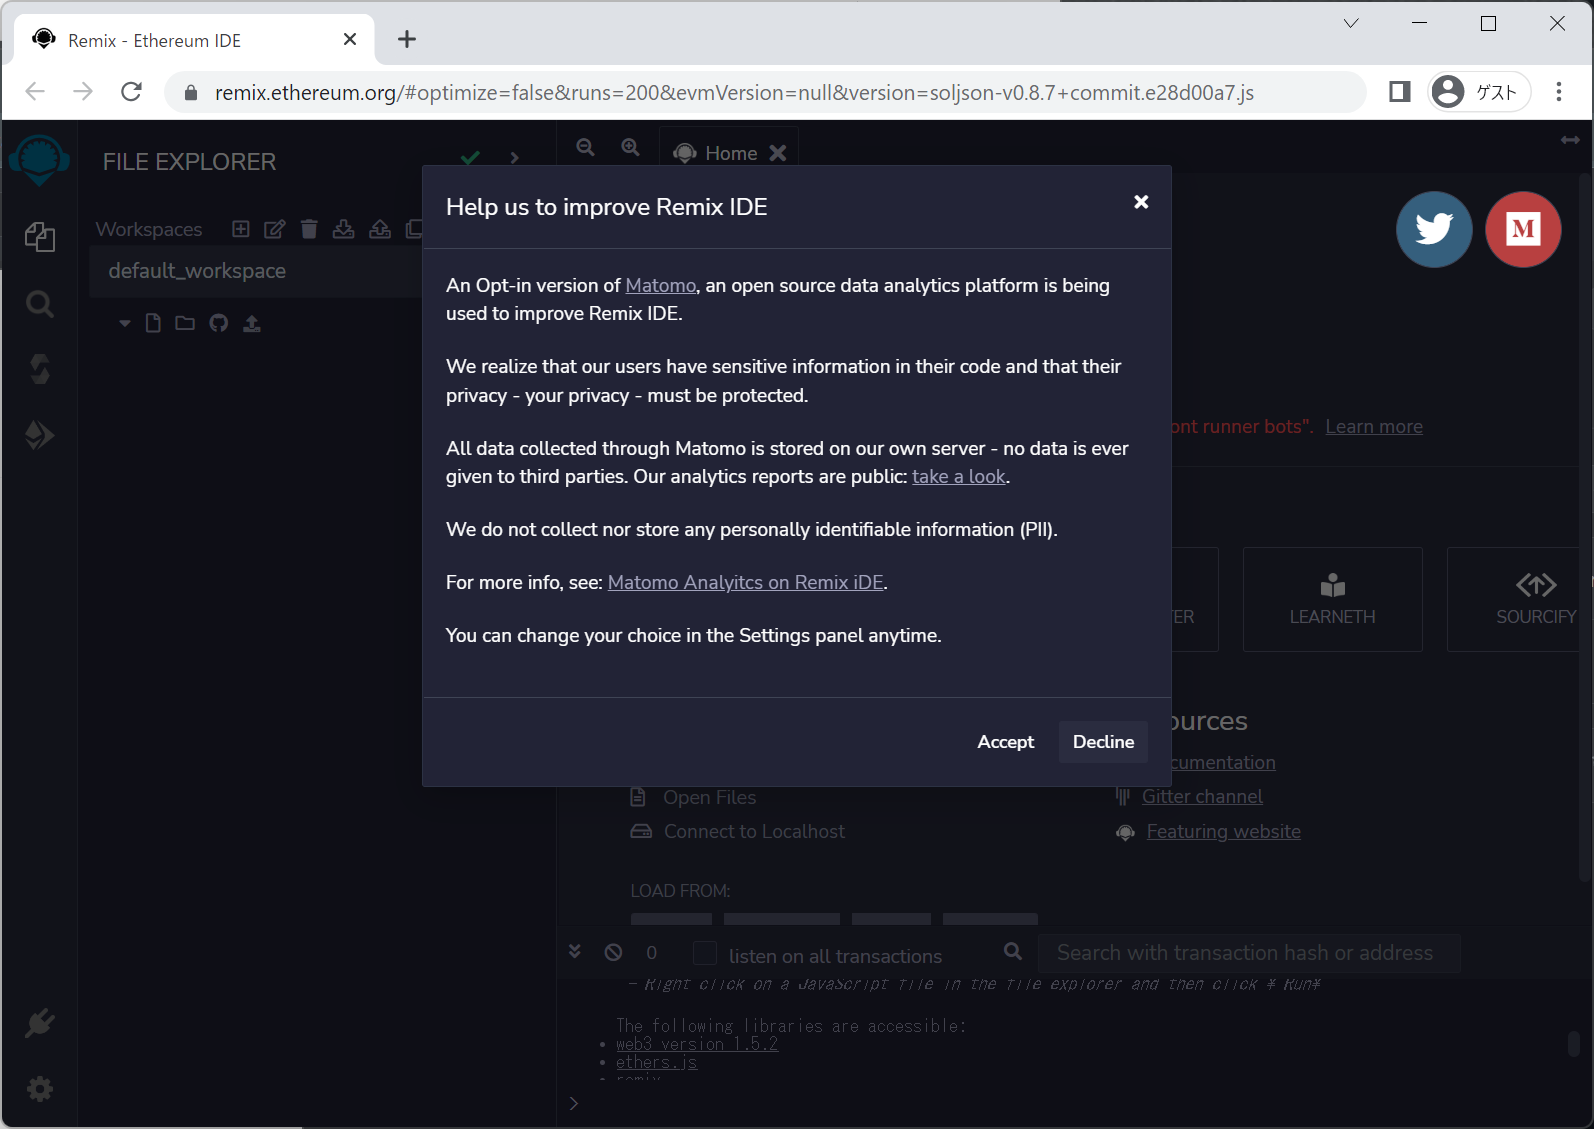 Remix - Ethereum IDE
remix.ethereum.org/#optimize=false&runs=200&evmVersion=null&version=soljson-v0.8.7+commit.e28d00a7.js
ゲスト
FILE EXPLORER
Home
Workspaces
default_workspace
Help us to improve Remix IDE
An Opt-in version of Matomo, an open source data analytics platform is being
used to improve Remix IDE.
We realize that our users have sensitive information in their code and that their
privacy - your privacy - must be protected.
All data collected through Matomo is stored on our own server - no data is ever
given to third parties. Our analytics reports are public: take a look.
We do not collect nor store any personally identifiable information (PII).
For more info, see: Matomo Analyitcs on Remix iDE.
You can change your choice in the Settings panel anytime.
Accept
Decline
M
ont runner bots". Learn more
TER
LEARNETH
SOURCIFY
ources
cumentation
Open Files
Gitter channel
Connect to Localhost
Featuring website
LOAD FROM:
0
listen on all transactions
Search with transaction hash or address
- Right click on a JavaScript file in the file explorer and then click ¥ Run¥
The following libraries are accessible:
• web3 version 1.5.2
• ethers.js
• remix
>